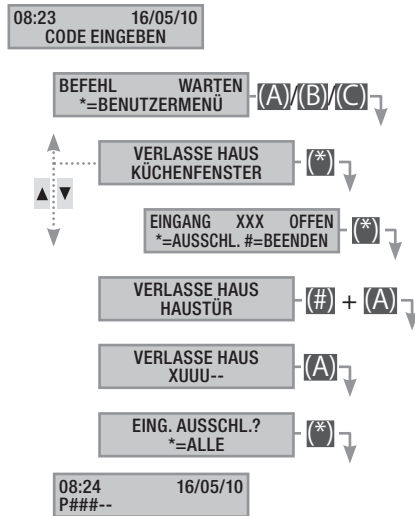 08:23 16/05/10
CODE EINGEBEN
BEFEHL WARTEN
*=BENUTZERMENÜ
(A)/(B)/(C)
VERLASSE HAUS
KÜCHENFENSTER
(*)
▲ ▼
EINGANG XXX OFFEN
*=AUSSCHL. #=BEENDEN
(*)
VERLASSE HAUS
HAUSTÜR
(#) + (A)
VERLASSE HAUS
XUUU--
(A)
EING. AUSSCHL.?
*=ALLE
(*)
08:24 16/05/10
P###--